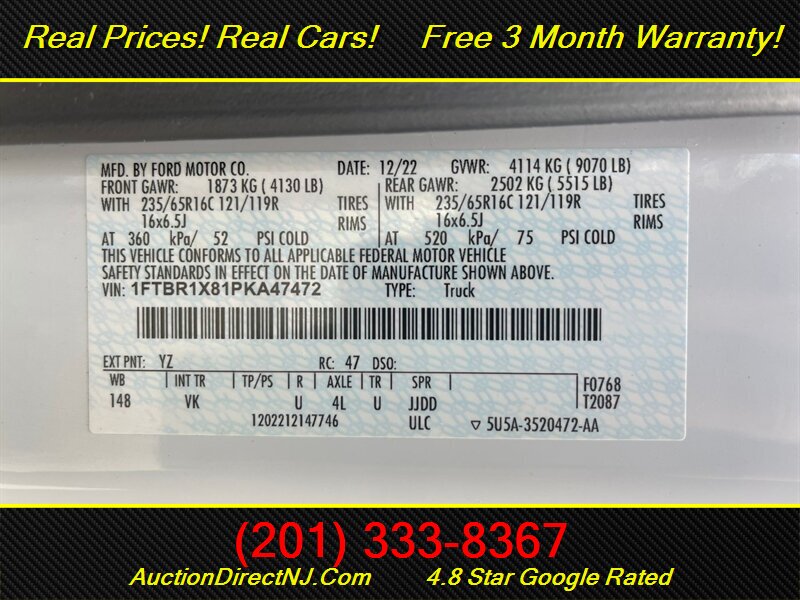 Real Prices! Real Cars! Free 3 Month Warranty!
MFD. BY FORD MOTOR CO. DATE: 12/22 GVWR: 4114 KG ( 9070 LB)
FRONT GAWR: 1873 KG ( 4130 LB) REAR GAWR: 2502 KG ( 5515 LB)
WITH 235/65R16C 121/119R TIRES WITH 235/65R16C 121/119R TIRES
16x6.5J RIMS 16x6.5J RIMS
AT 360 kPa/ 52 PSI COLD AT 520 kPa/ 75 PSI COLD
THIS VEHICLE CONFORMS TO ALL APPLICABLE FEDERAL MOTOR VEHICLE
SAFETY STANDARDS IN EFFECT ON THE DATE OF MANUFACTURE SHOWN ABOVE.
VIN: 1FTBR1X81PKA47472 TYPE: Truck
EXT PNT: YZ RC: 47 DSO:
WB INT TR TP/PS R AXLE TR SPR F0768
148 VK U 4L U JJDD T2087
1202212147746 ULC ▽ 5U5A-3520472-AA
(201) 333-8367
AuctionDirectNJ.Com 4.8 Star Google Rated